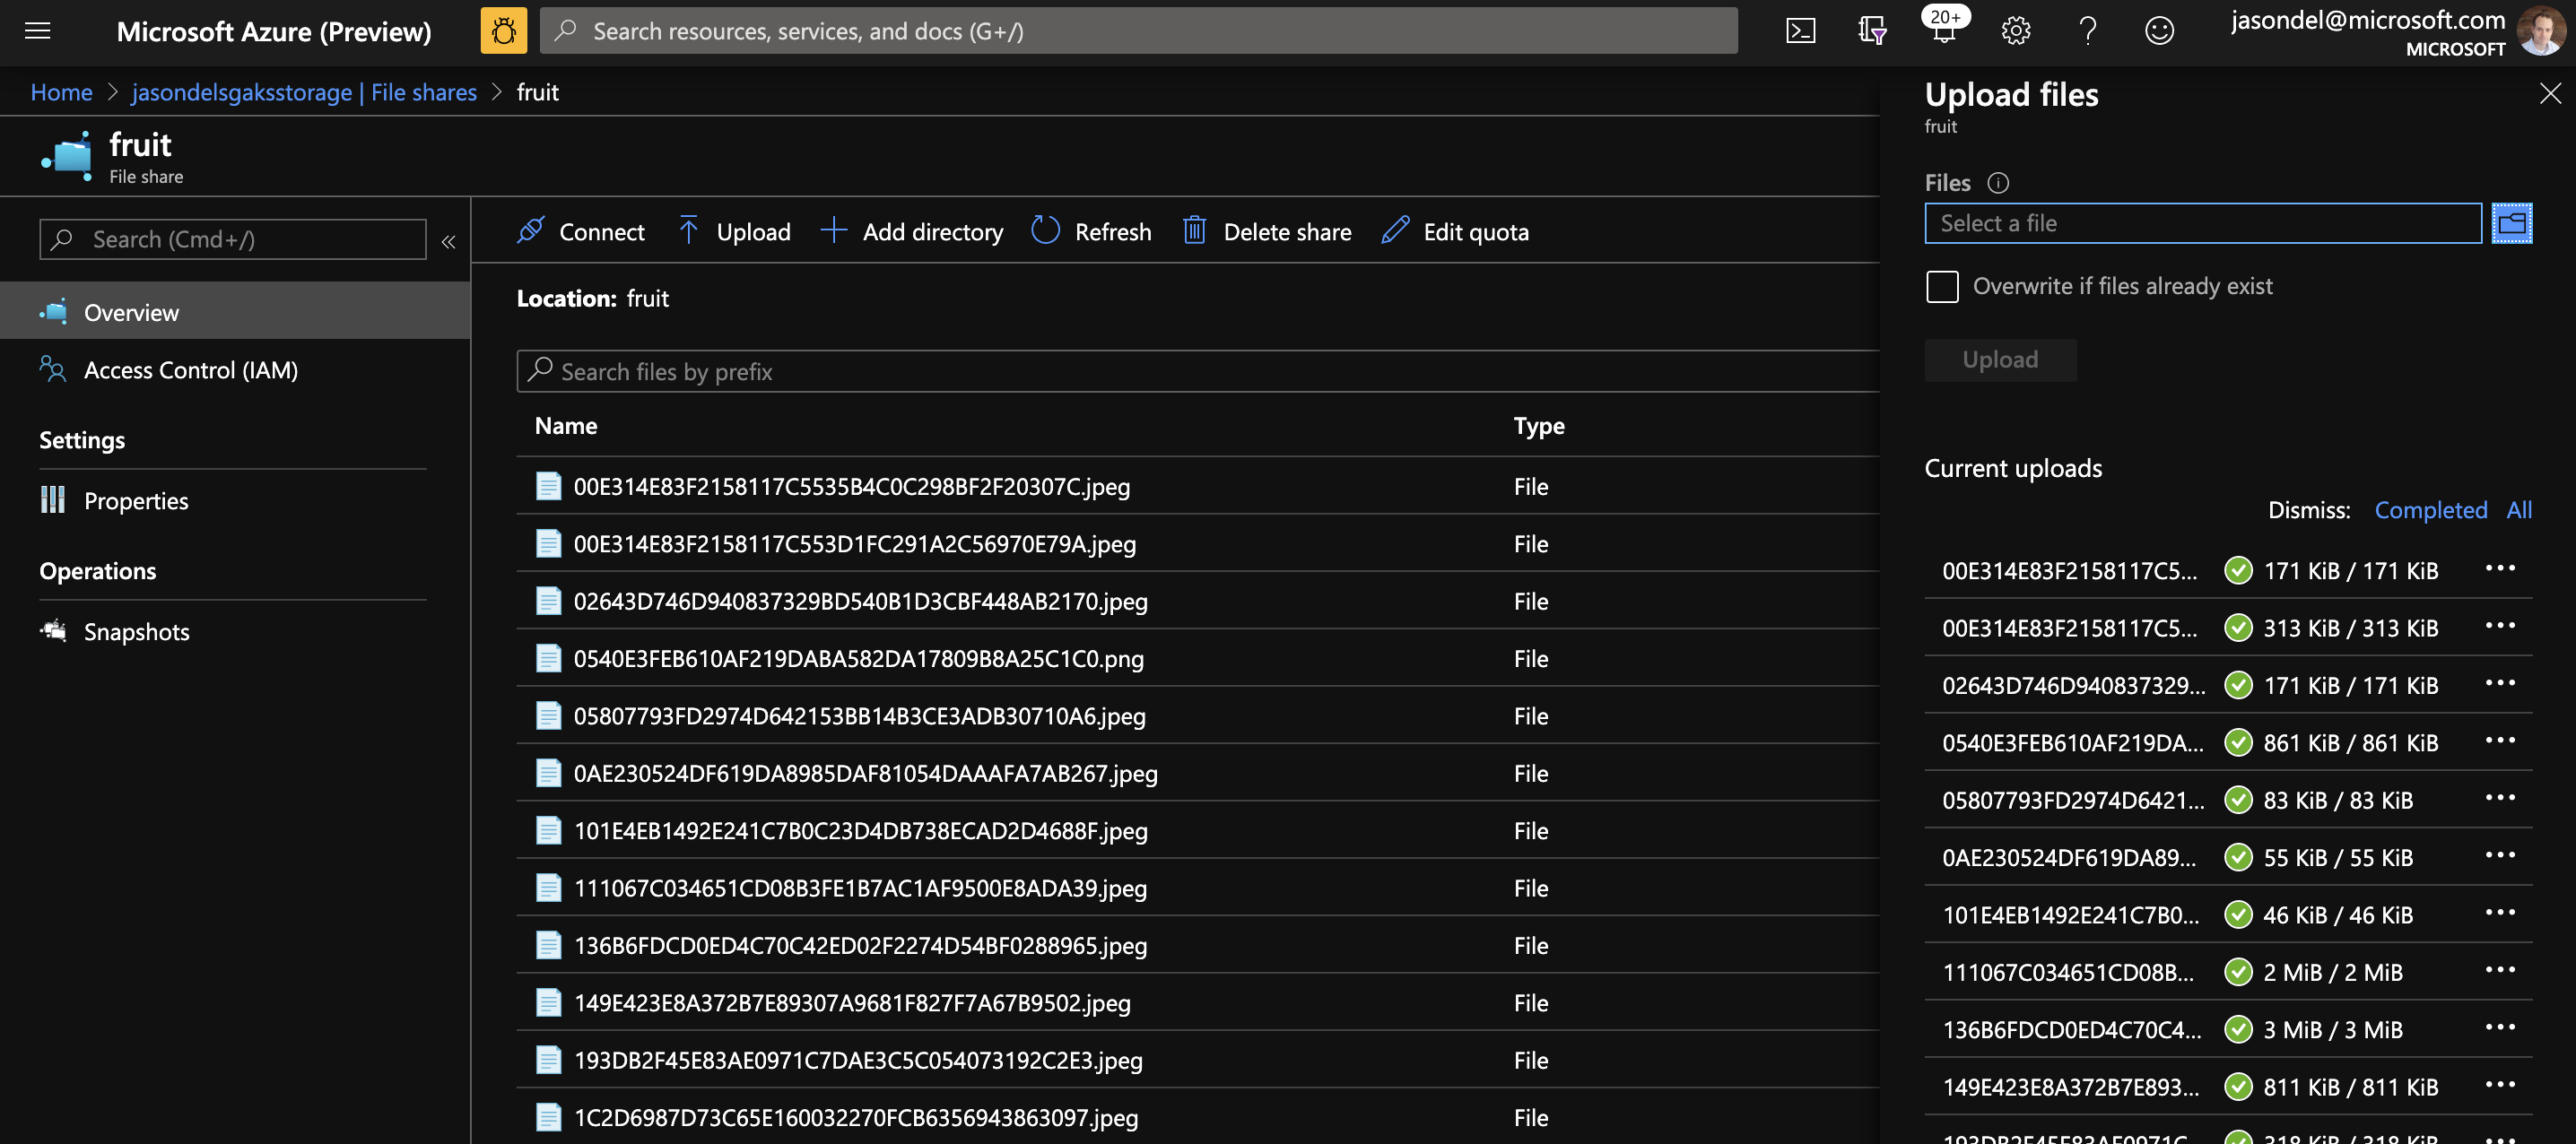 Microsoft Azure (Preview)
Search resources, services, and docs (G+/)
20+
jasondel@microsoft.com
MICROSOFT
Home > jasondelsgaksstorage | File shares > fruit
fruit
File share
Search (Cmd+/)
Overview
Access Control (IAM)
Settings
Properties
Operations
Snapshots
Connect Upload Add directory Refresh Delete share Edit quota
Location: fruit
Search files by prefix
Name Type
00E314E83F2158117C5535B4C0C298BF2F20307C.jpeg File
00E314E83F2158117C553D1FC291A2C56970E79A.jpeg File
02643D746D940837329BD540B1D3CBF448AB2170.jpeg File
0540E3FEB610AF219DABA582DA17809B8A25C1C0.png File
05807793FD2974D642153BB14B3CE3ADB30710A6.jpeg File
0AE230524DF619DA8985DAF81054DAAAFA7AB267.jpeg File
101E4EB1492E241C7B0C23D4DB738ECAD2D4688F.jpeg File
111067C034651CD08B3FE1B7AC1AF9500E8ADA39.jpeg File
136B6FDCD0ED4C70C42ED02F2274D54BF0288965.jpeg File
149E423E8A372B7E89307A9681F827F7A67B9502.jpeg File
193DB2F45E83AE0971C7DAE3C5C054073192C2E3.jpeg File
1C2D6987D73C65E160032270FCB6356943863097.jpeg File
Upload files
fruit
Files
Select a file
Overwrite if files already exist
Upload
Current uploads
Dismiss: Completed All
00E314E83F2158117C5... 171 KiB / 171 KiB
00E314E83F2158117C5... 313 KiB / 313 KiB
02643D746D940837329... 171 KiB / 171 KiB
0540E3FEB610AF219DA... 861 KiB / 861 KiB
05807793FD2974D6421... 83 KiB / 83 KiB
0AE230524DF619DA89... 55 KiB / 55 KiB
101E4EB1492E241C7B0... 46 KiB / 46 KiB
111067C034651CD08B... 2 MiB / 2 MiB
136B6FDCD0ED4C70C4... 3 MiB / 3 MiB
149E423E8A372B7E893... 811 KiB / 811 KiB
193DB2F45E83AE0971C... 318 KiB / 318 KiB